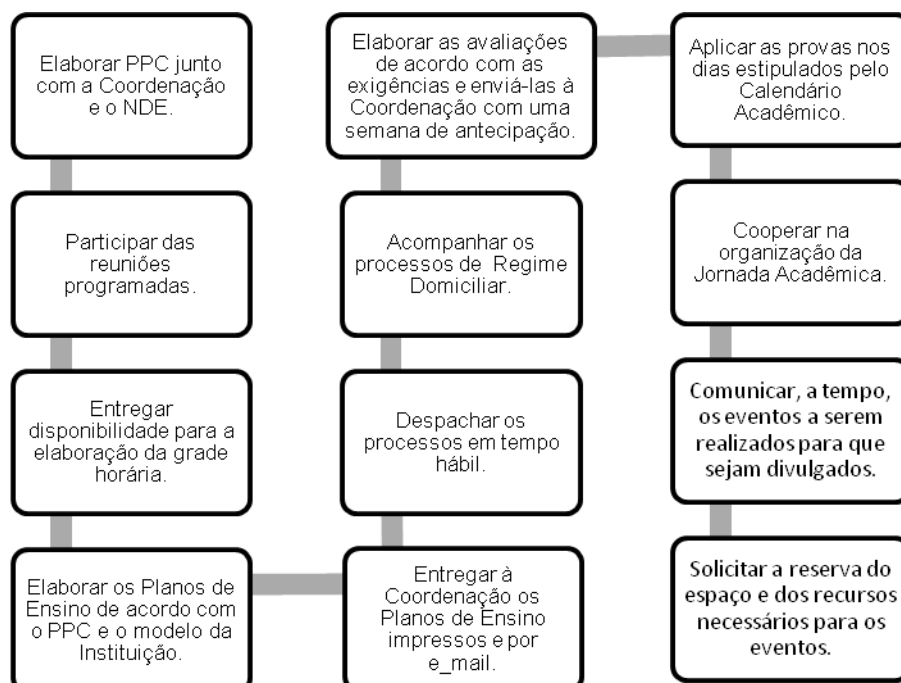 Elaborar PPC junto
com a Coordenação
e o NDE.
Participar das
reuniões
programadas.
Entregar
disponibilidade para a
elaboração da grade
horária.
Elaborar os Planos de
Ensino de acordo com
o PPC e o modelo da
Instituição.
Entregar à
Coordenação os
Planos de Ensino
impressos e por
e_mail.
Despachar os
processos em tempo
hábil.
Acompanhar os
processos de Regime
Domiciliar.
Elaborar as avaliações
de acordo com as
exigências e enviá-las à
Coordenação com uma
semana de antecipação.
Aplicar as provas nos
dias estipulados pelo
Calendário
Acadêmico.
Cooperar na
organização da
Jornada Acadêmica.
Comunicar, a tempo,
os eventos a serem
realizados para que
sejam divulgados.
Solicitar a reserva do
espaço e dos recursos
necessários para os
eventos.